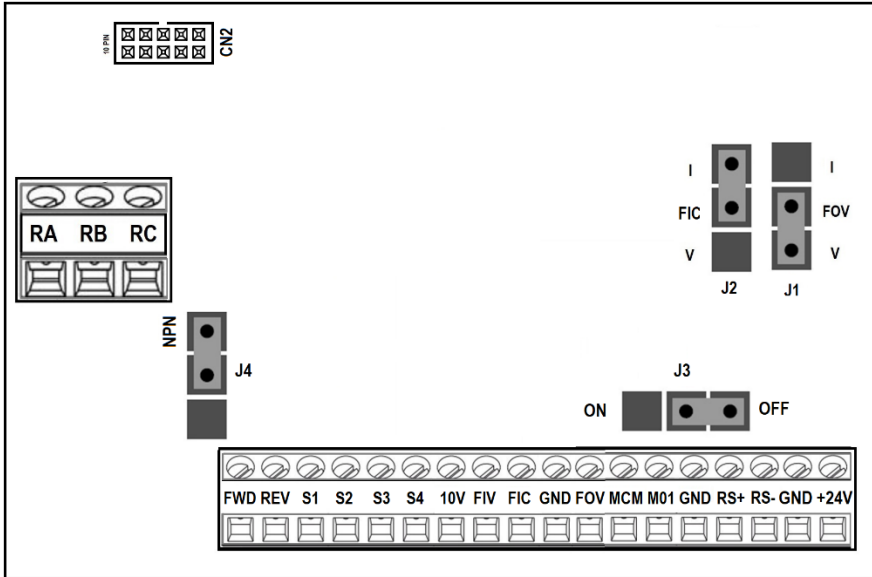 10 PIN
CN2
I
I
FIC
FOV
V
V
J2
J1
RA RB RC
NPN
J4
J3
ON
OFF
FWD REV S1 S2 S3 S4 10V FIV FIC GND FOV MCM M01 GND RS+ RS- GND +24V